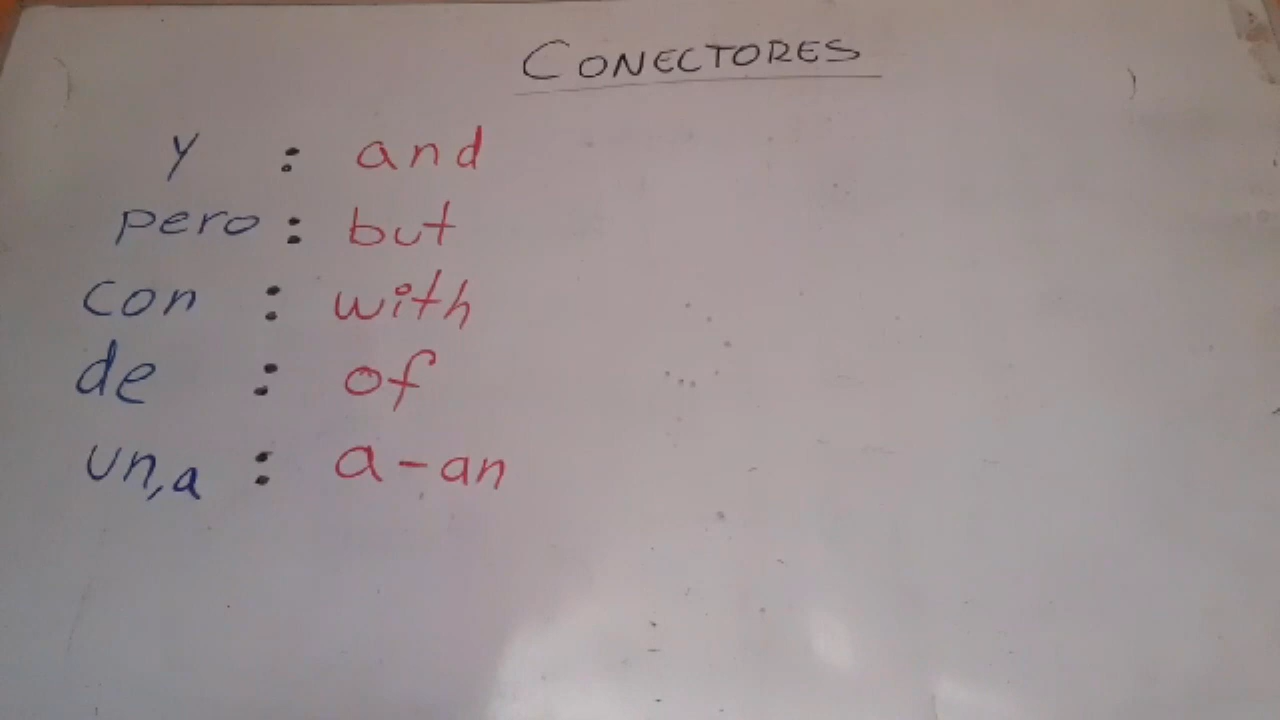 CONECTORES
y : and
pero : but
con : with
de : of
un,a : a-an